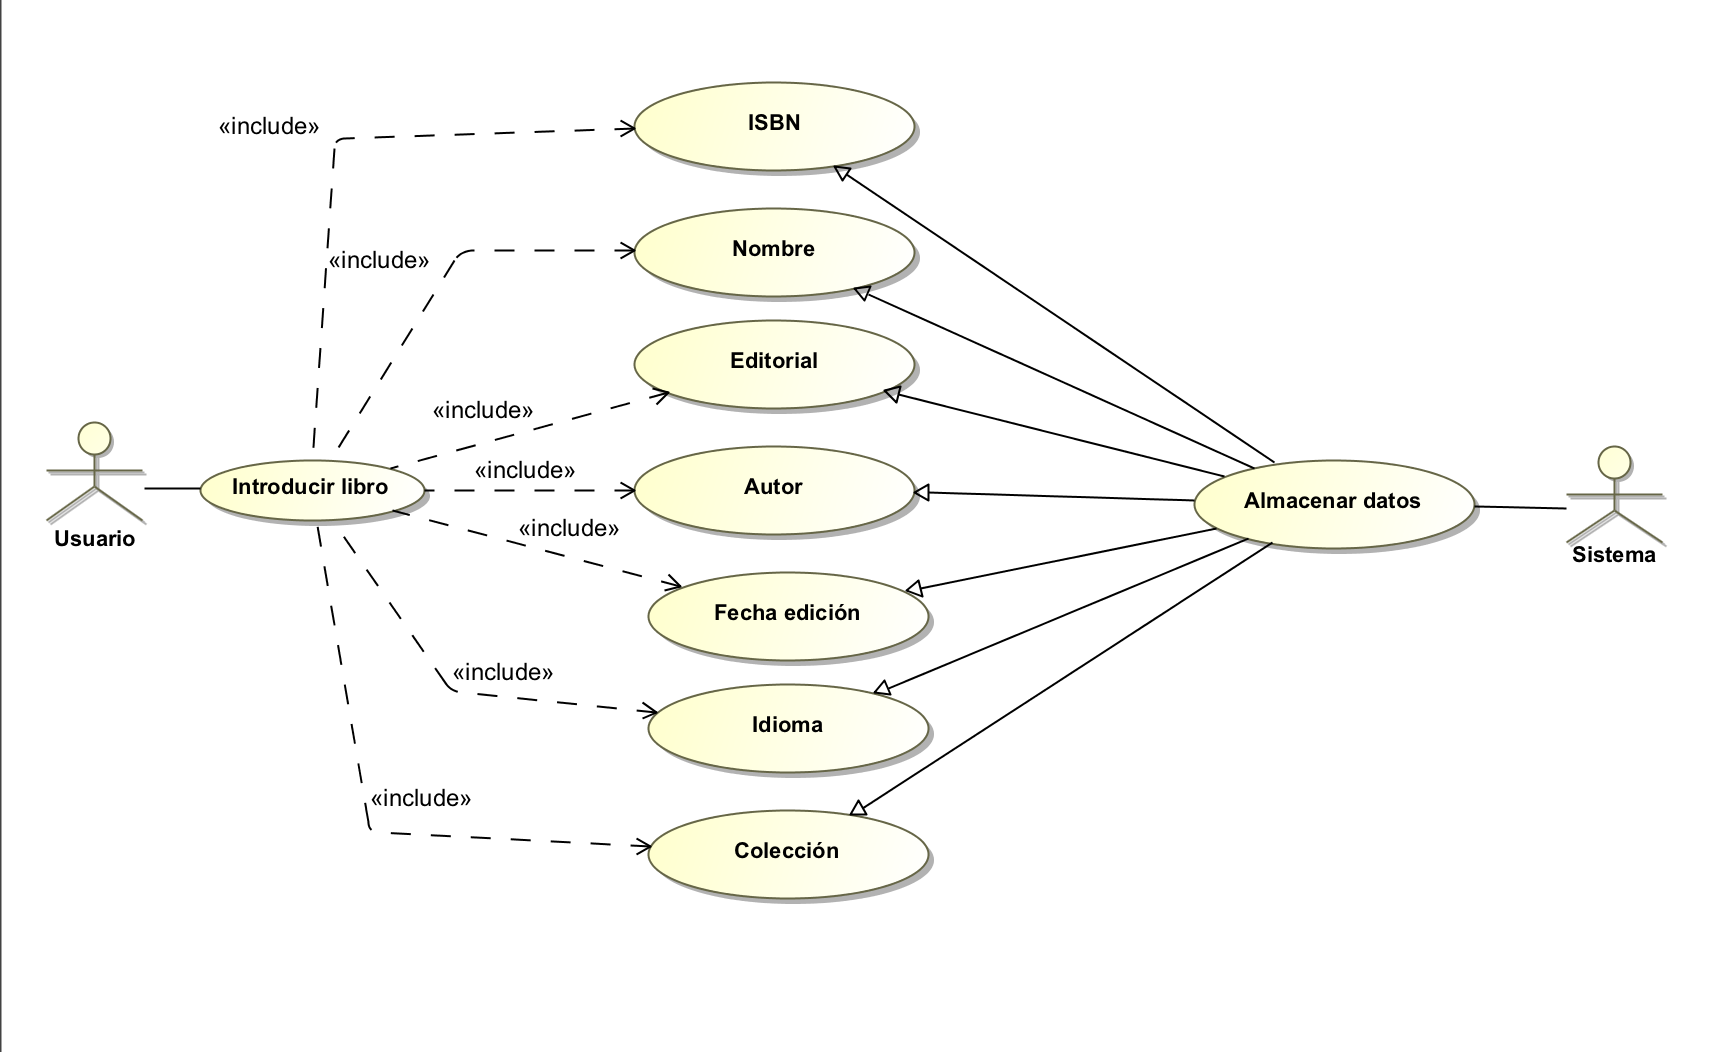 «include»
ISBN
«include»
Nombre
Editorial
«include»
«include»
Introducir libro
Autor
Almacenar datos
Usuario
«include»
Sistema
Fecha edición
«include»
Idioma
«include»
Colección